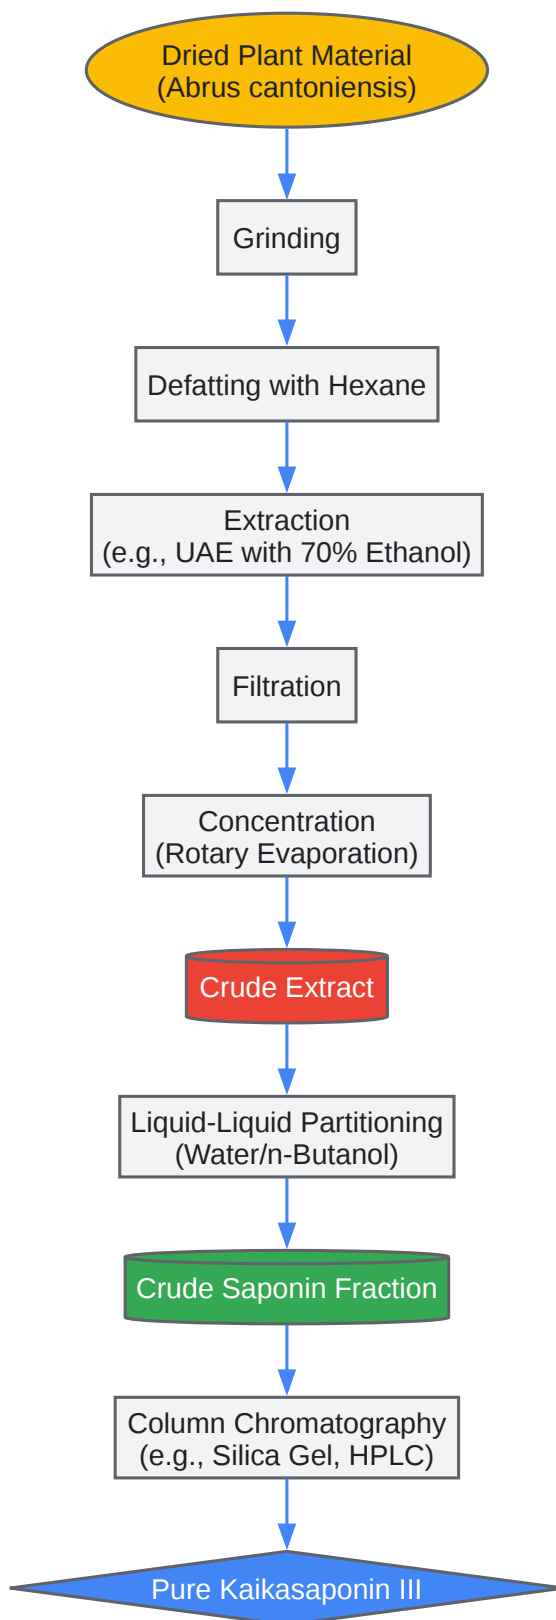 Dried Plant Material
(Abrus cantoniensis)
Grinding
Defatting with Hexane
Extraction
(e.g., UAE with 70% Ethanol)
Filtration
Concentration
(Rotary Evaporation)
Crude Extract
Liquid-Liquid Partitioning
(Water/n-Butanol)
Crude Saponin Fraction
Column Chromatography
(e.g., Silica Gel, HPLC)
Pure Kaikasaponin III